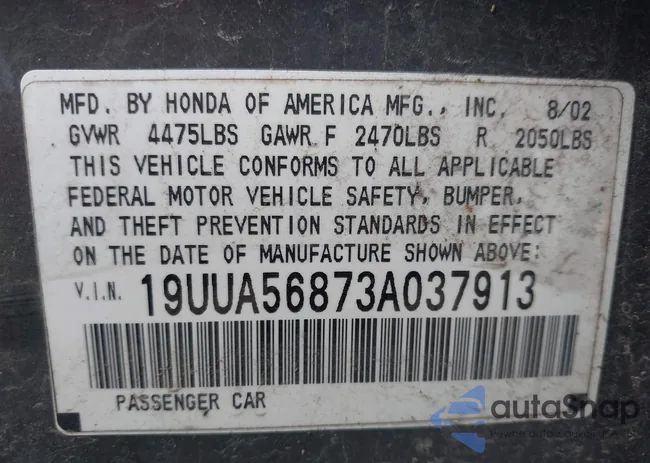 MFD. BY HONDA OF AMERICA MFG., INC. 8/02
GVWR 4475LBS GAWR F 2470LBS R 2050LBS
THIS VEHICLE CONFORMS TO ALL APPLICABLE
FEDERAL MOTOR VEHICLE SAFETY, BUMPER,
AND THEFT PREVENTION STANDARDS IN EFFECT
ON THE DATE OF MANUFACTURE SHOWN ABOVE:
V.I.N. 19UUA56873A037913
PASSENGER CAR
autaSnap